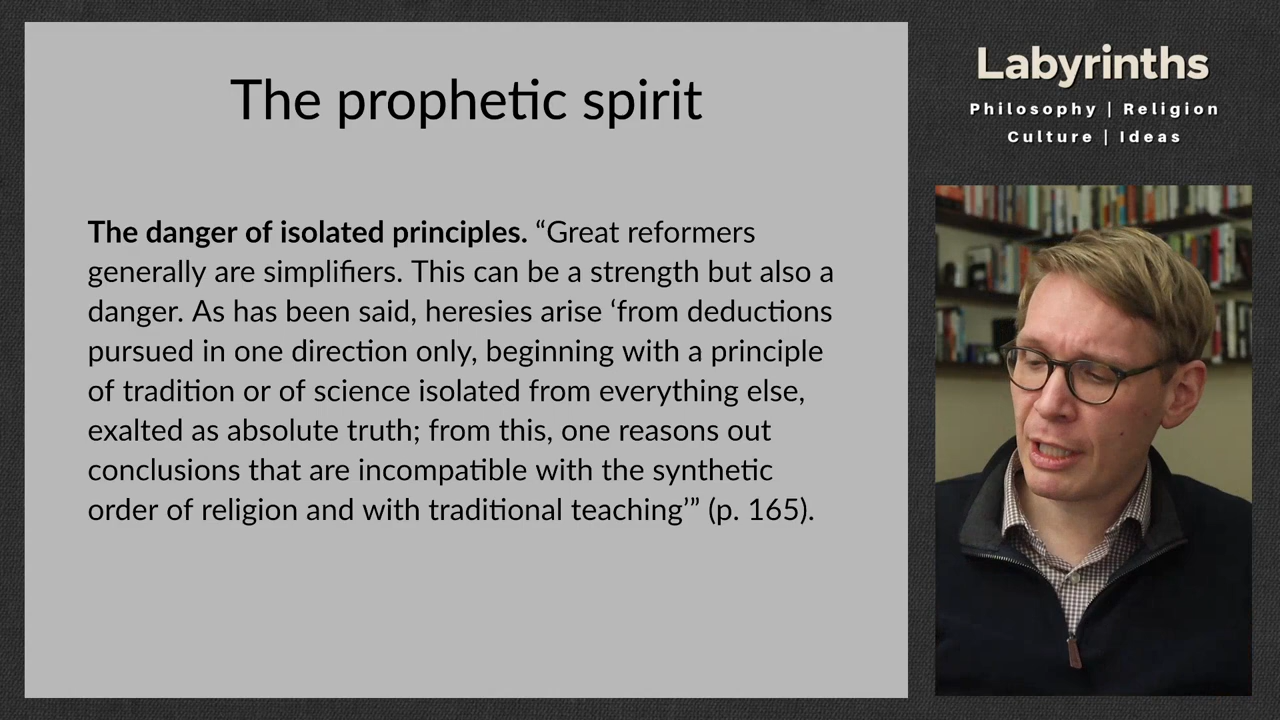 The prophetic spirit
The danger of isolated principles. “Great reformers
generally are simplifiers. This can be a strength but also a
danger. As has been said, heresies arise ‘from deductions
pursued in one direction only, beginning with a principle
of tradition or of science isolated from everything else,
exalted as absolute truth; from this, one reasons out
conclusions that are incompatible with the synthetic
order of religion and with traditional teaching’” (p. 165).
Labyrinths
Philosophy | Religion
Culture | Ideas